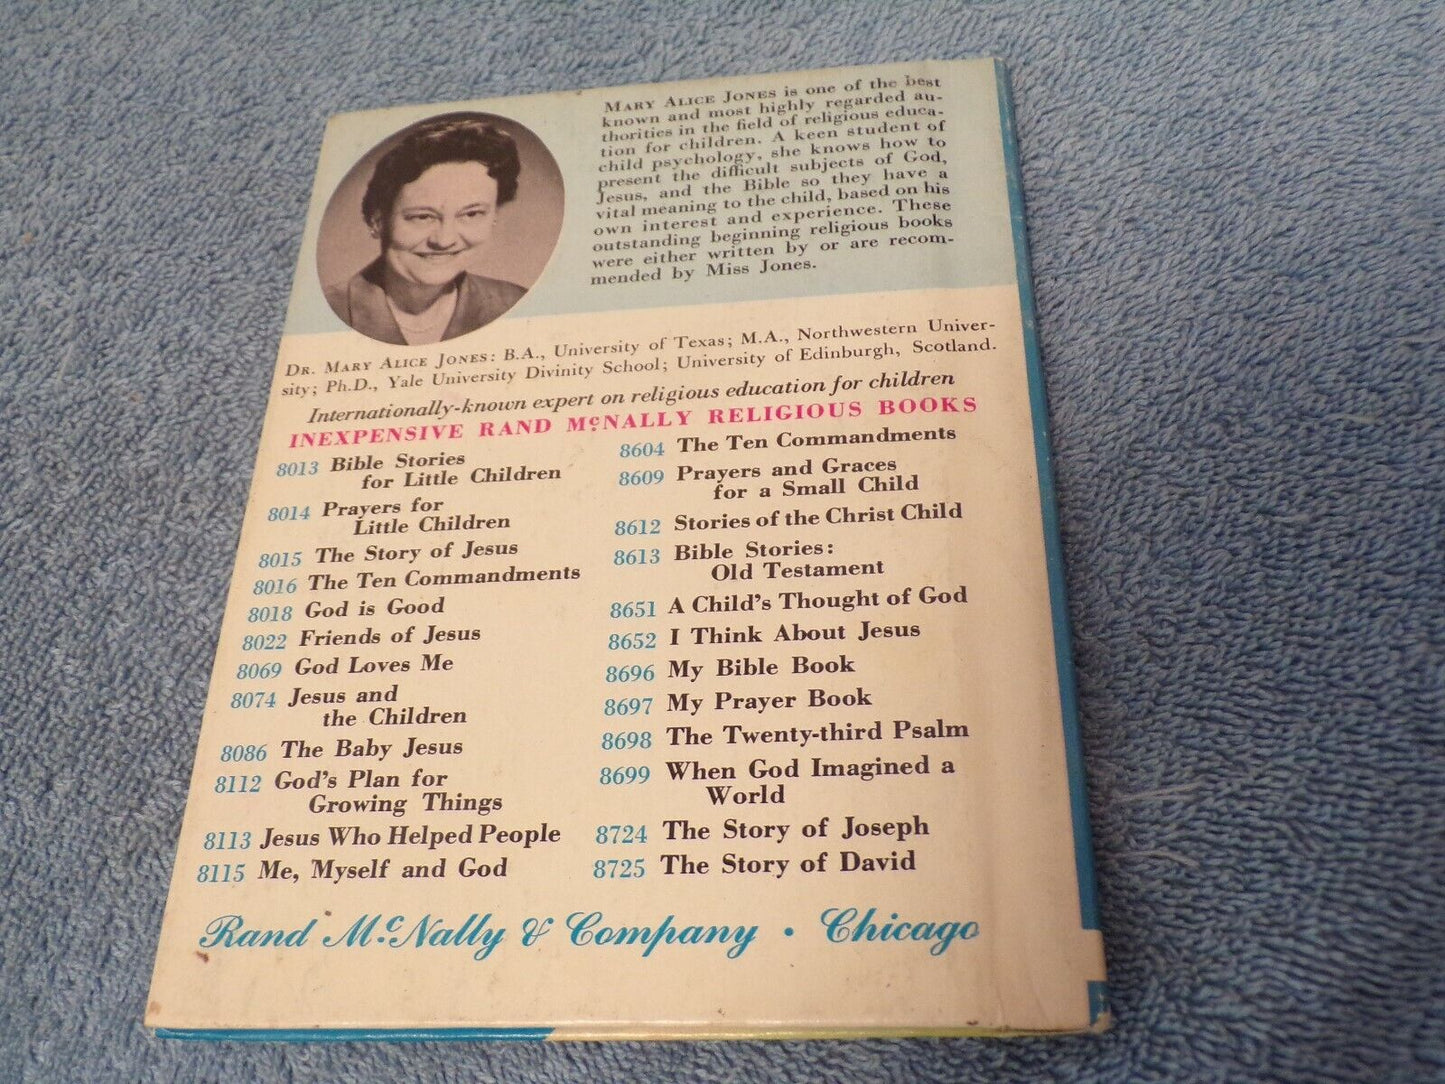 MARY ALICE JONES is one of the best
known and most highly regarded au-
thorities in the field of religious educa-
tion for children. A keen student of
child psychology, she knows how to
present the difficult subjects of God,
Jesus, and the Bible so they have a
vital meaning to the child, based on his
own interest and experience. These
outstanding beginning religious books
were either written by or are recom-
mended by Miss Jones.
DR. MARY ALICE JONES: B.A., University of Texas; M.A., Northwestern Univer-
sity; Ph.D., Yale University Divinity School; University of Edinburgh, Scotland.
Internationally-known expert on religious education for children
INEXPENSIVE RAND McNALLY RELIGIOUS BOOKS
8013 Bible Stories
for Little Children
8014 Prayers for
Little Children
8015 The Story of Jesus
8016 The Ten Commandments
8018 God is Good
8022 Friends of Jesus
8069 God Loves Me
8074 Jesus and
the Children
8086 The Baby Jesus
8112 God's Plan for
Growing Things
8113 Jesus Who Helped People
8115 Me, Myself and God
8604 The Ten Commandments
8609 Prayers and Graces
for a Small Child
8612 Stories of the Christ Child
8613 Bible Stories:
Old Testament
8651 A Child's Thought of God
8652 I Think About Jesus
8696 My Bible Book
8697 My Prayer Book
8698 The Twenty-third Psalm
8699 When God Imagined a
World
8724 The Story of Joseph
8725 The Story of David
Rand McNally & Company • Chicago